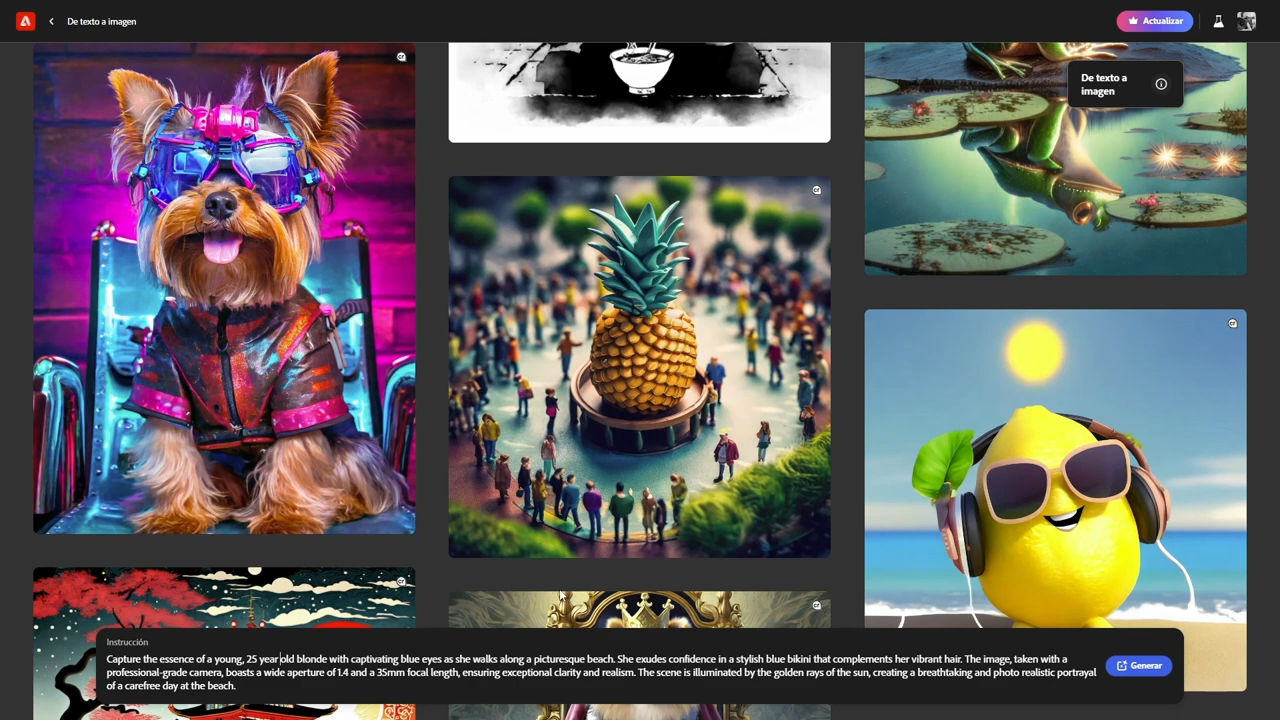 De texto a imagen
Actualizar
De texto a
imagen
Instrucción
Capture the essence of a young, 25 year old blonde with captivating blue eyes as she walks along a picturesque beach. She exudes confidence in a stylish blue bikini that complements her vibrant hair. The image, taken with a
professional-grade camera, boasts a wide aperture of 1.4 and a 35mm focal length, ensuring exceptional clarity and realism. The scene is illuminated by the golden rays of the sun, creating a breathtaking and photo realistic portrayal
of a carefree day at the beach.
Generar